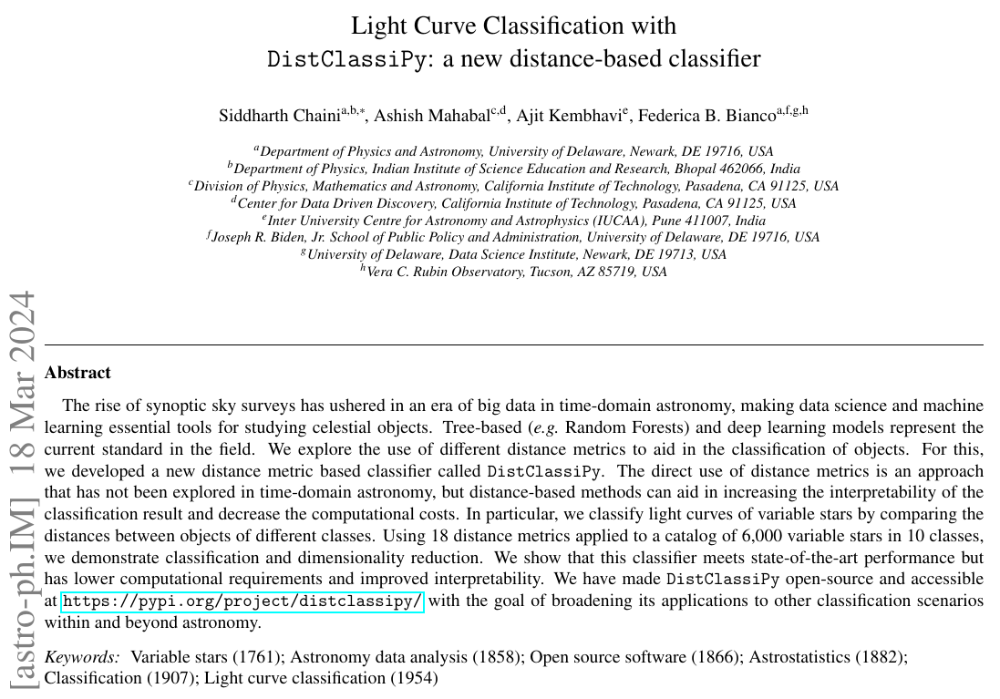 Light Curve Classification with
DistClassiPy: a new distance-based classifier
Siddharth Chainia,b,∗, Ashish Mahabalc,d, Ajit Kembhavie, Federica B. Biancoa,f,g,h
aDepartment of Physics and Astronomy, University of Delaware, Newark, DE 19716, USA
bDepartment of Physics, Indian Institute of Science Education and Research, Bhopal 462066, India
cDivision of Physics, Mathematics and Astronomy, California Institute of Technology, Pasadena, CA 91125, USA
dCenter for Data Driven Discovery, California Institute of Technology, Pasadena, CA 91125, USA
eInter University Centre for Astronomy and Astrophysics (IUCAA), Pune 411007, India
fJoseph R. Biden, Jr. School of Public Policy and Administration, University of Delaware, DE 19716, USA
gUniversity of Delaware, Data Science Institute, Newark, DE 19713, USA
hVera C. Rubin Observatory, Tucson, AZ 85719, USA
[astro-ph.IM] 18 Mar 2024
Abstract
The rise of synoptic sky surveys has ushered in an era of big data in time-domain astronomy, making data science and machine
learning essential tools for studying celestial objects. Tree-based (e.g. Random Forests) and deep learning models represent the
current standard in the field. We explore the use of different distance metrics to aid in the classification of objects. For this,
we developed a new distance metric based classifier called DistClassiPy. The direct use of distance metrics is an approach
that has not been explored in time-domain astronomy, but distance-based methods can aid in increasing the interpretability of the
classification result and decrease the computational costs. In particular, we classify light curves of variable stars by comparing the
distances between objects of different classes. Using 18 distance metrics applied to a catalog of 6,000 variable stars in 10 classes,
we demonstrate classification and dimensionality reduction. We show that this classifier meets state-of-the-art performance but
has lower computational requirements and improved interpretability. We have made DistClassiPy open-source and accessible
at https://pypi.org/project/distclassipy/ with the goal of broadening its applications to other classification scenarios
within and beyond astronomy.
Keywords: Variable stars (1761); Astronomy data analysis (1858); Open source software (1866); Astrostatistics (1882);
Classification (1907); Light curve classification (1954)